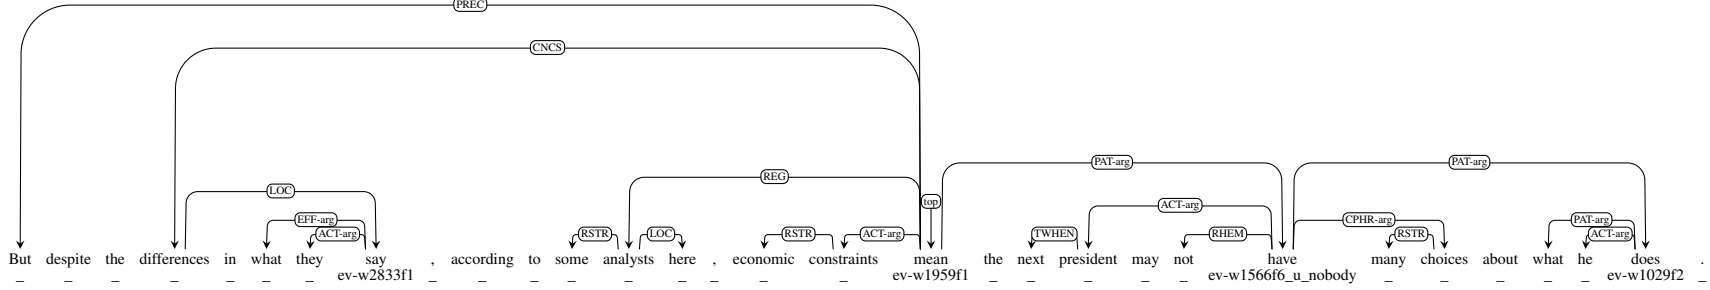 PREC
CNCS
PAT-arg PAT-arg
REG
LOC
top
ACT-arg
EFF-arg CPHR-arg PAT-arg
ACT-arg RSTR LOC RSTR ACT-arg TWHEN RHEM RSTR ACT-arg
But despite the differences in what they say , according to some analysts here , economic constraints mean the next president may not have many choices about what he does .
_ _ _ _ _ _ _ ev-w2833f1 _ _ _ _ _ _ _ _ _ ev-w1959f1 _ _ _ _ _ ev-w1566f6_u_nobody _ _ _ _ _ ev-w1029f2 _